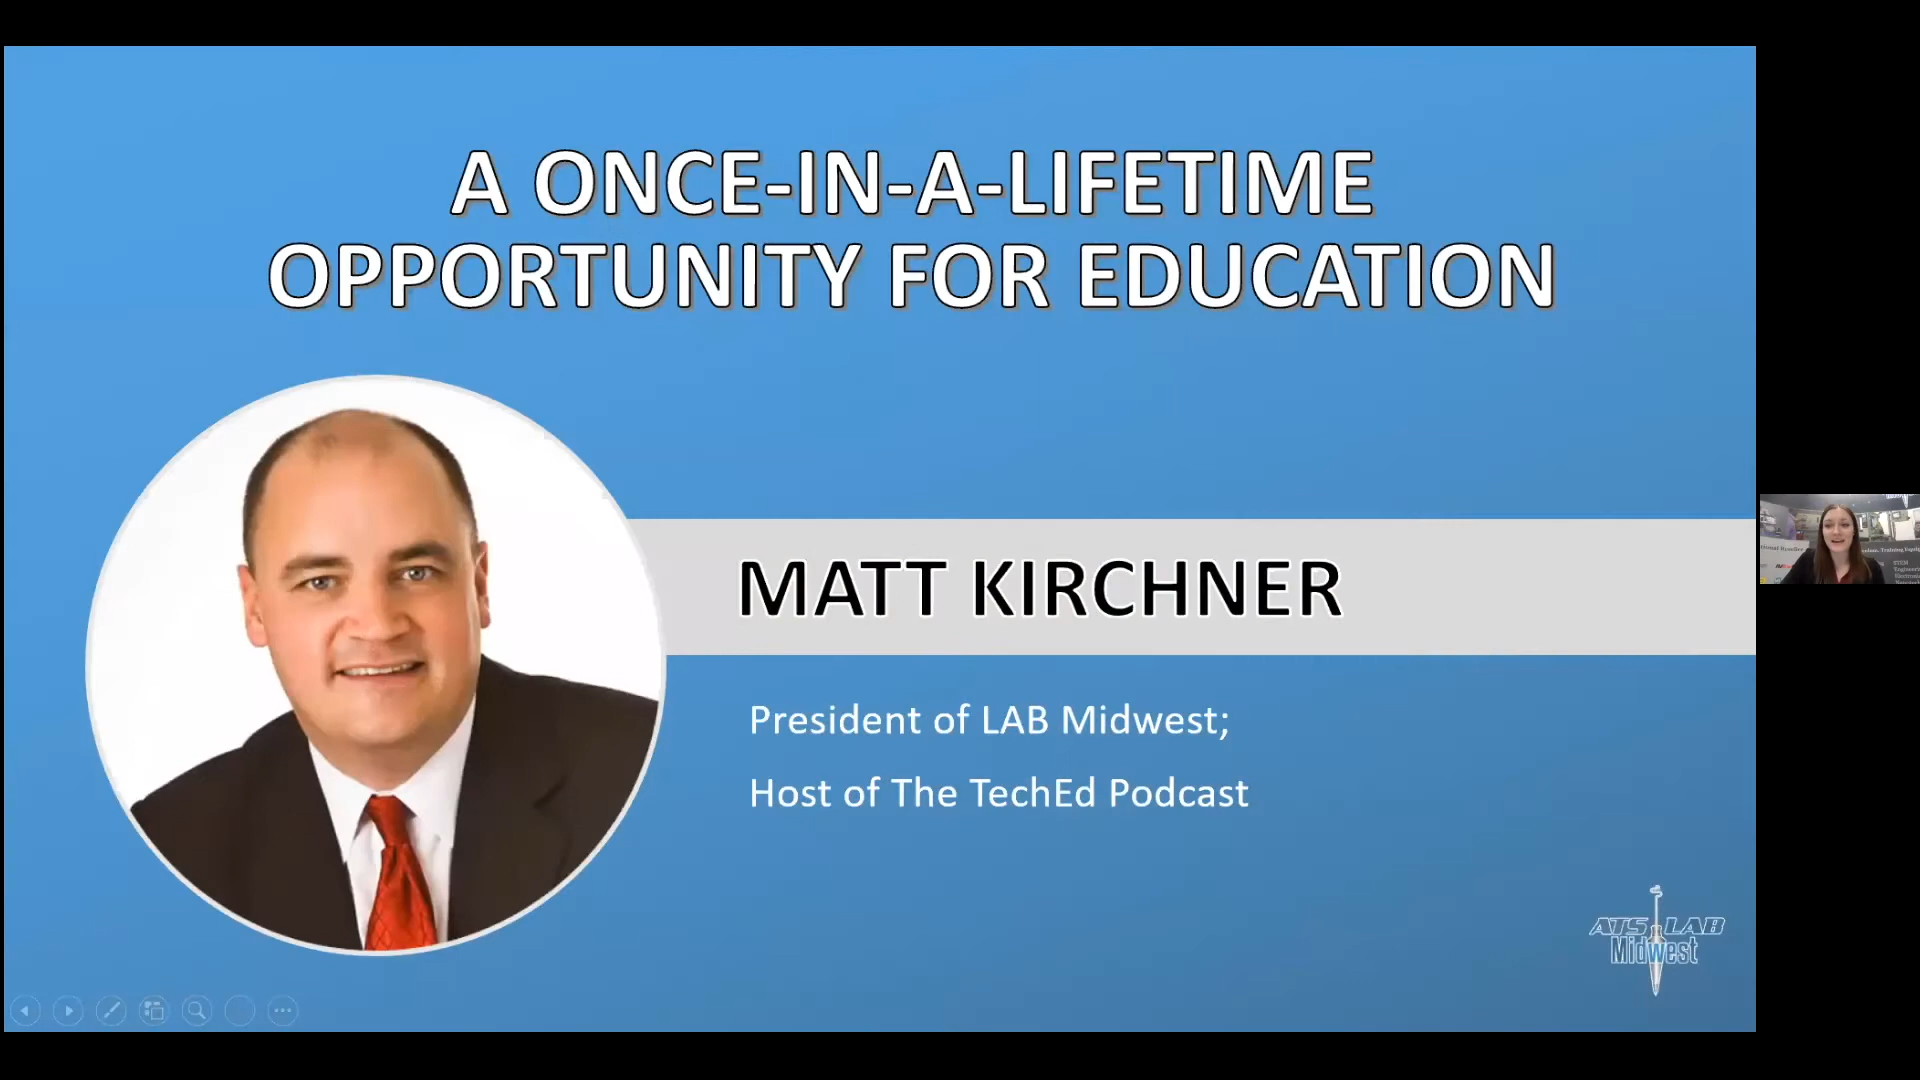 A ONCE-IN-A-LIFETIME
OPPORTUNITY FOR EDUCATION
MATT KIRCHNER
President of LAB Midwest;
Host of The TechEd Podcast
ATS LAB
Midwest